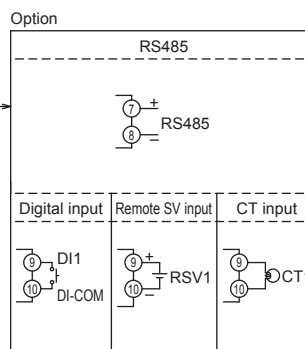 Option
RS485
7 +
8 −
RS485
Digital input
Remote SV input
CT input
9 DI1
10 DI-COM
9 +
10 −
RSV1
9
10
CT1